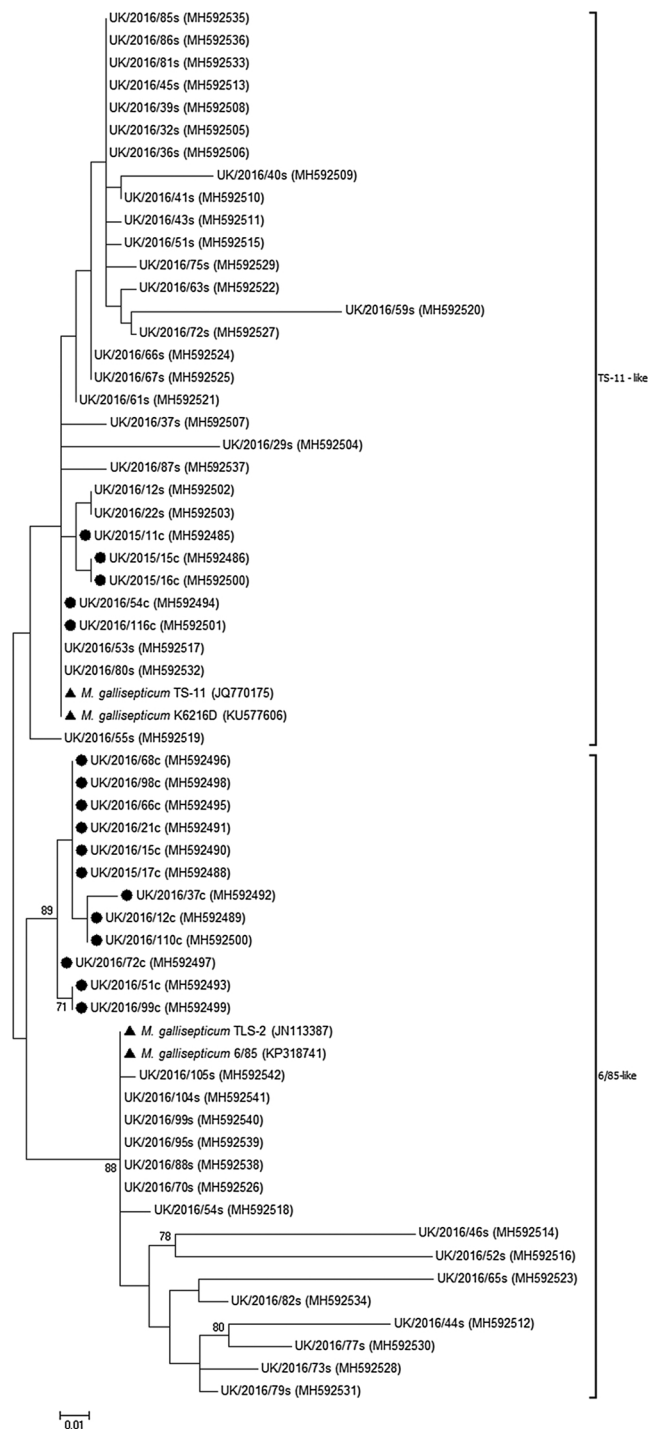 UK/2016/85s (MH592535)
UK/2016/86s (MH592536)
UK/2016/81s (MH592533)
UK/2016/45s (MH592513)
UK/2016/39s (MH592508)
UK/2016/32s (MH592505)
UK/2016/36s (MH592506)
UK/2016/40s (MH592509)
UK/2016/41s (MH592510)
UK/2016/43s (MH592511)
UK/2016/51s (MH592515)
UK/2016/75s (MH592529)
UK/2016/63s (MH592522)
UK/2016/59s (MH592520)
UK/2016/72s (MH592527)
UK/2016/66s (MH592524)
UK/2016/67s (MH592525)
TS-11 - like
UK/2016/61s (MH592521)
UK/2016/37s (MH592507)
UK/2016/29s (MH592504)
UK/2016/87s (MH592537)
UK/2016/12s (MH592502)
UK/2016/22s (MH592503)
UK/2015/11c (MH592485)
UK/2015/15c (MH592486)
UK/2015/16c (MH592500)
UK/2016/54c (MH592494)
UK/2016/116c (MH592501)
UK/2016/53s (MH592517)
UK/2016/80s (MH592532)
M. gallisepticum TS-11 (JQ770175)
M. gallisepticum K6216D (KU577606)
UK/2016/55s (MH592519)
UK/2016/68c (MH592496)
UK/2016/98c (MH592498)
UK/2016/66c (MH592495)
UK/2016/21c (MH592491)
UK/2016/15c (MH592490)
UK/2015/17c (MH592488)
UK/2016/37c (MH592492)
89
UK/2016/12c (MH592489)
UK/2016/110c (MH592500)
UK/2016/72c (MH592497)
UK/2016/51c (MH592493)
71
UK/2016/99c (MH592499)
M. gallisepticum TLS-2 (JN113387)
M. gallisepticum 6/85 (KP318741)
UK/2016/105s (MH592542)
6/85-like
UK/2016/104s (MH592541)
UK/2016/99s (MH592540)
UK/2016/95s (MH592539)
UK/2016/88s (MH592538)
88
UK/2016/70s (MH592526)
UK/2016/54s (MH592518)
UK/2016/46s (MH592514)
78
UK/2016/52s (MH592516)
UK/2016/65s (MH592523)
UK/2016/82s (MH592534)
UK/2016/44s (MH592512)
80
UK/2016/77s (MH592530)
UK/2016/73s (MH592528)
UK/2016/79s (MH592531)
0.01